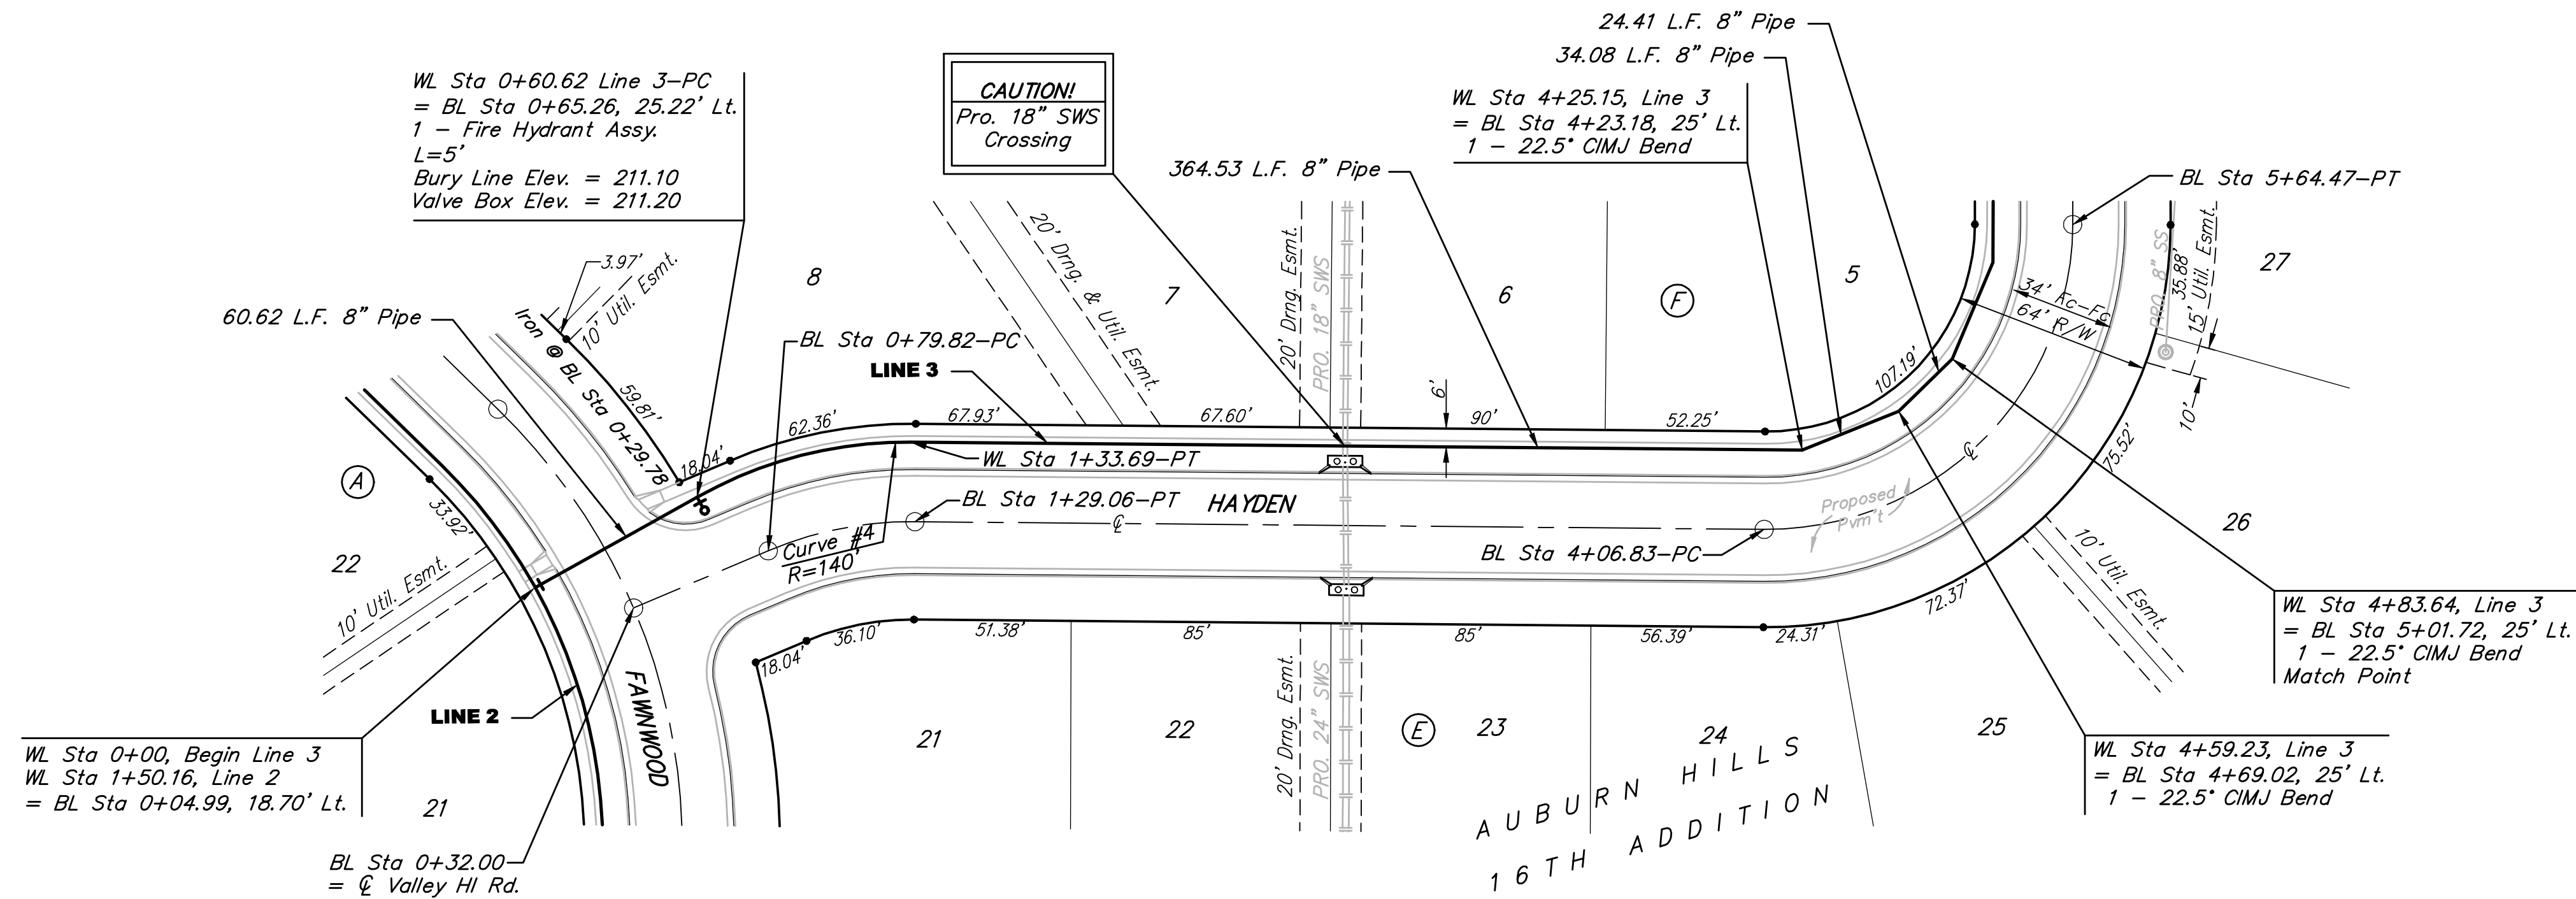 24.41 L.F. 8" Pipe
34.08 L.F. 8" Pipe
WL Sta 0+60.62 Line 3-PC
= BL Sta 0+65.26, 25.22' Lt.
1 - Fire Hydrant Assy.
L=5'
Bury Line Elev. = 211.10
Valve Box Elev. = 211.20
CAUTION!
Pro. 18" SWS
Crossing
WL Sta 4+25.15, Line 3
= BL Sta 4+23.18, 25' Lt.
1 - 22.5° CIMJ Bend
364.53 L.F. 8" Pipe
BL Sta 5+64.47-PT
3.97'
10' Util. Esmt.
Iron @ BL Sta 0+29.78
59.81'
60.62 L.F. 8" Pipe
8
20' Drng. & Util. Esmt.
7
20' Drng. Esmt.
PRO. 18" SWS
6
F
5
34' Fc-Fc
64' R/W
PRO. 8" SS
35.88'
15' Util. Esmt.
27
BL Sta 0+79.82-PC
LINE 3
107.19'
6'
10'
18.04'
62.36'
67.93'
67.60'
90'
52.25'
75.52'
℄
WL Sta 1+33.69-PT
A
33.92'
22
10' Util. Esmt.
BL Sta 1+29.06-PT
HAYDEN
℄
Curve #4
R=140'
BL Sta 4+06.83-PC
Proposed
Pvm't
26
10' Util. Esmt.
72.37'
WL Sta 4+83.64, Line 3
= BL Sta 5+01.72, 25' Lt.
1 - 22.5° CIMJ Bend
Match Point
18.04'
36.10'
51.38'
85'
85'
56.39'
24.31'
FAWNWOOD
LINE 2
20' Drng. Esmt.
PRO. 24" SWS
21
22
E
23
24
25
WL Sta 0+00, Begin Line 3
WL Sta 1+50.16, Line 2
= BL Sta 0+04.99, 18.70' Lt.
21
WL Sta 4+59.23, Line 3
= BL Sta 4+69.02, 25' Lt.
1 - 22.5° CIMJ Bend
AUBURN HILLS
16TH ADDITION
BL Sta 0+32.00
= ℄ Valley HI Rd.